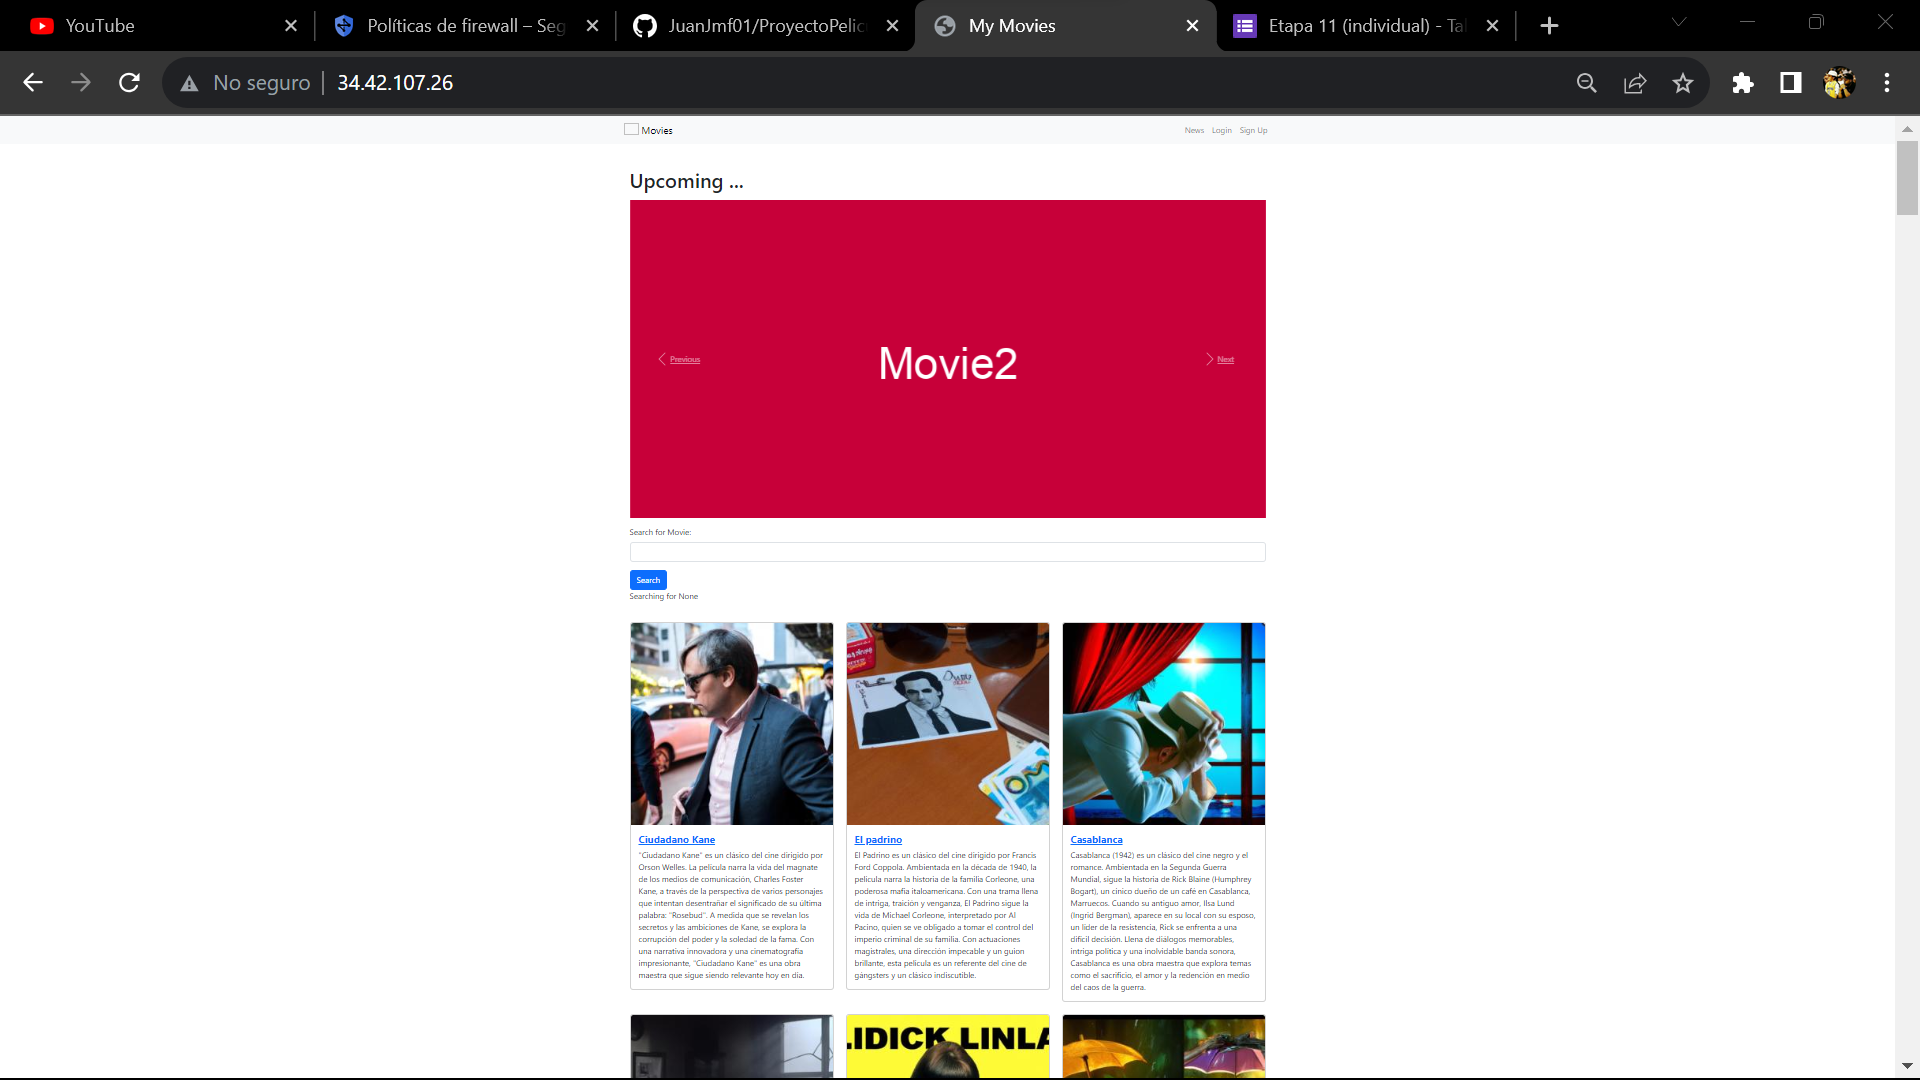 YouTube
Políticas de firewall – Seg
JuanJmf01/ProyectoPelic
My Movies
Etapa 11 (individual) - Tal
No seguro
34.42.107.26
Movies
News Login Sign Up
Upcoming ...
Previous
Movie2
Next
Search for Movie:
Search
Searching for None
Ciudadano Kane
"Ciudadano Kane" es un clásico del cine dirigido por
Orson Welles. La película narra la vida del magnate
de los medios de comunicación, Charles Foster
Kane, a través de la perspectiva de varios personajes
que intentan desentrañar el significado de su última
palabra: "Rosebud". A medida que se revelan los
secretos y las ambiciones de Kane, se explora la
corrupción del poder y la soledad de la fama. Con
una narrativa innovadora y una cinematografía
impresionante, "Ciudadano Kane" es una obra
maestra que sigue siendo relevante hoy en día.
El padrino
El Padrino es un clásico del cine dirigido por Francis
Ford Coppola. Ambientada en la década de 1940, la
película narra la historia de la familia Corleone, una
poderosa mafia italoamericana. Con una trama llena
de intriga, traición y venganza, El Padrino sigue la
vida de Michael Corleone, interpretado por Al
Pacino, quien se ve obligado a tomar el control del
imperio criminal de su familia. Con actuaciones
magistrales, una dirección impecable y un guion
brillante, esta película es un referente del cine de
gángsters y un clásico indiscutible.
Casablanca
Casablanca (1942) es un clásico del cine negro y el
romance. Ambientada en la Segunda Guerra
Mundial, sigue la historia de Rick Blaine (Humphrey
Bogart), un cínico dueño de un café en Casablanca,
Marruecos. Cuando su antiguo amor, Ilsa Lund
(Ingrid Bergman), aparece en su local con su esposo,
un líder de la resistencia, Rick se enfrenta a una
difícil decisión. Llena de diálogos memorables,
intriga política y una inolvidable banda sonora,
Casablanca es una obra maestra que explora temas
como el sacrificio, el amor y la redención en medio
del caos de la guerra.
LIDICK LINLA